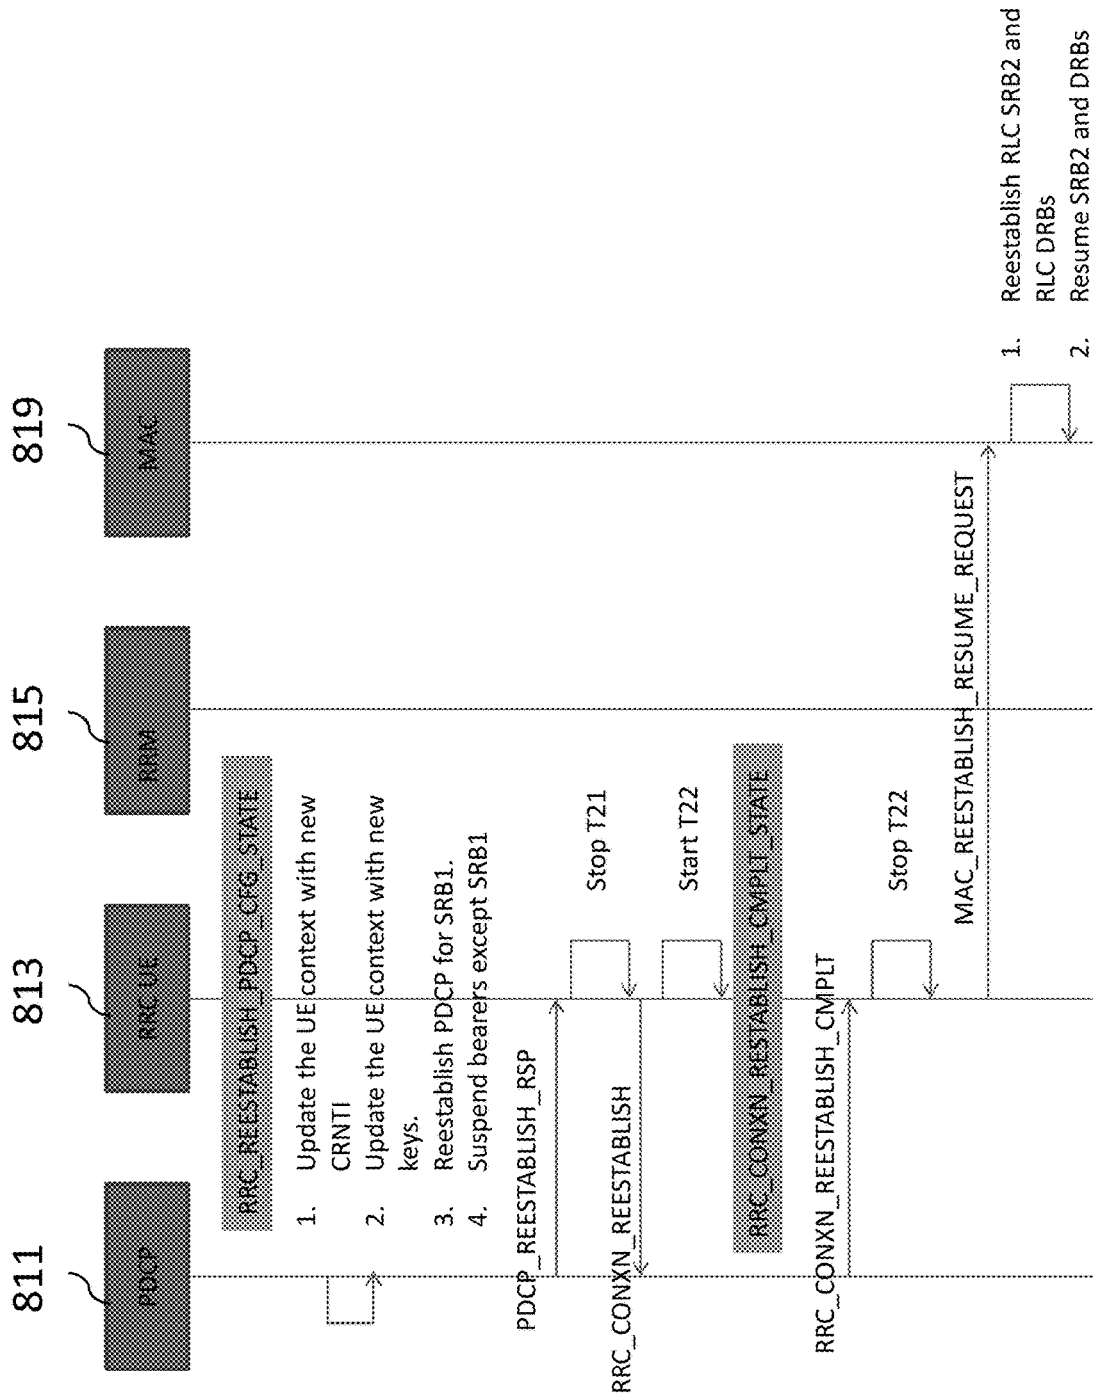 811
813
815
819
PDCP
RRC UE
RRM
MAC
RRC_REESTABLISH_PDCP_CFG_STATE
1. Update the UE context with new
CRNTI
2. Update the UE context with new
keys.
3. Reestablish PDCP for SRB1.
4. Suspend bearers except SRB1
PDCP_REESTABLISH_RSP
Stop T21
RRC_CONXN_REESTABLISH
Start T22
RRC_CONXN_RESTABLISH_CMPLT_STATE
RRC_CONXN_REESTABLISH_CMPLT
Stop T22
MAC_REESTABLISH_RESUME_REQUEST
1. Reestablish RLC SRB2 and
RLC DRBs
2. Resume SRB2 and DRBs